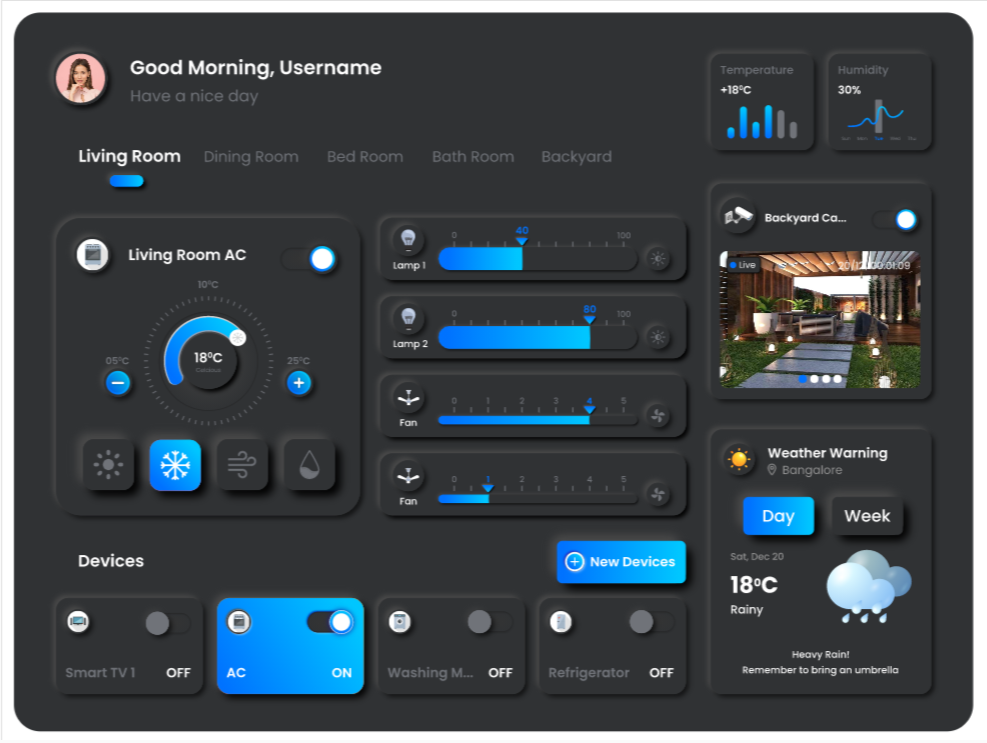 Good Morning, Username
Have a nice day
Temperature
+18°C
Humidity
30%
Living Room
Dining Room
Bed Room
Bath Room
Backyard
Living Room AC
10°C
05°C
18°C
25°C
Lamp 1
0
40
100
Lamp 2
0
80
100
Fan
0 1 2 3 4 5
Fan
0 1 2 3 4 5
Backyard Ca...
Live
Weather Warning
Bangalore
Day
Week
Sat, Dec 20
18°C
Rainy
Heavy Rain!
Remember to bring an umbrella
Devices
New Devices
Smart TV 1
OFF
AC
ON
Washing M...
OFF
Refrigerator
OFF